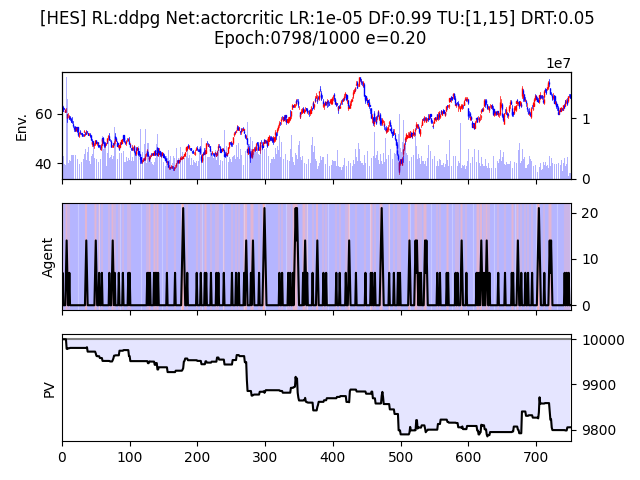 [HES] RL:ddpg Net:actorcritic LR:1e-05 DF:0.99 TU:[1,15] DRT:0.05
Epoch:0798/1000 e=0.20
1e7
Env.
60
40
1
0
Agent
20
10
0
PV
10000
9900
9800
0 100 200 300 400 500 600 700